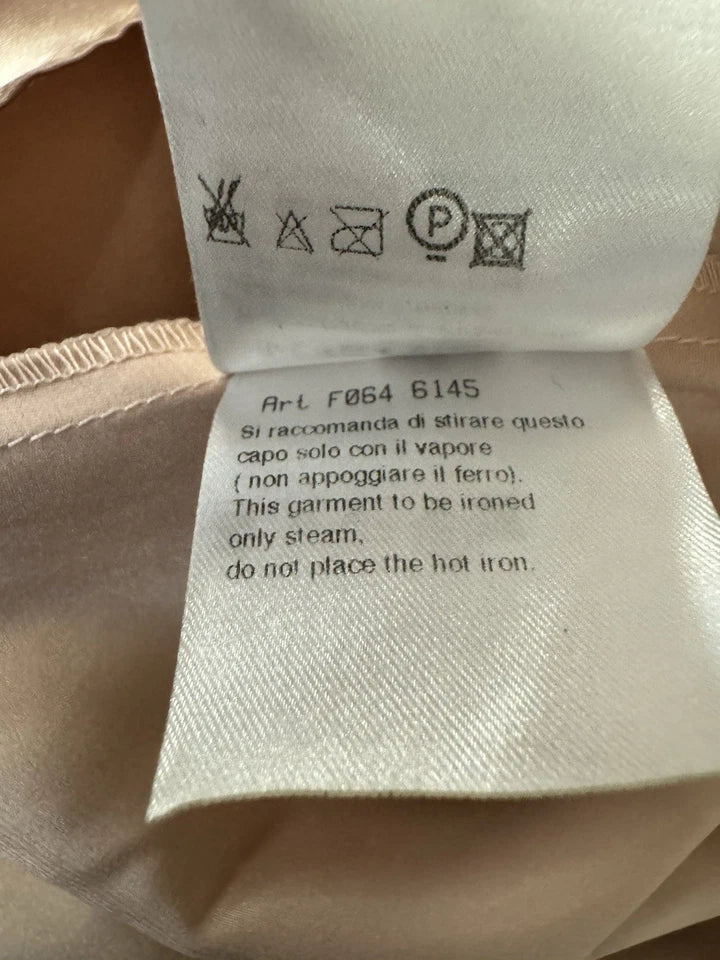 P
Art F064 6145
Si raccomanda di stirare questo
capo solo con il vapore
( non appoggiare il ferro).
This garment to be ironed
only steam,
do not place the hot iron.